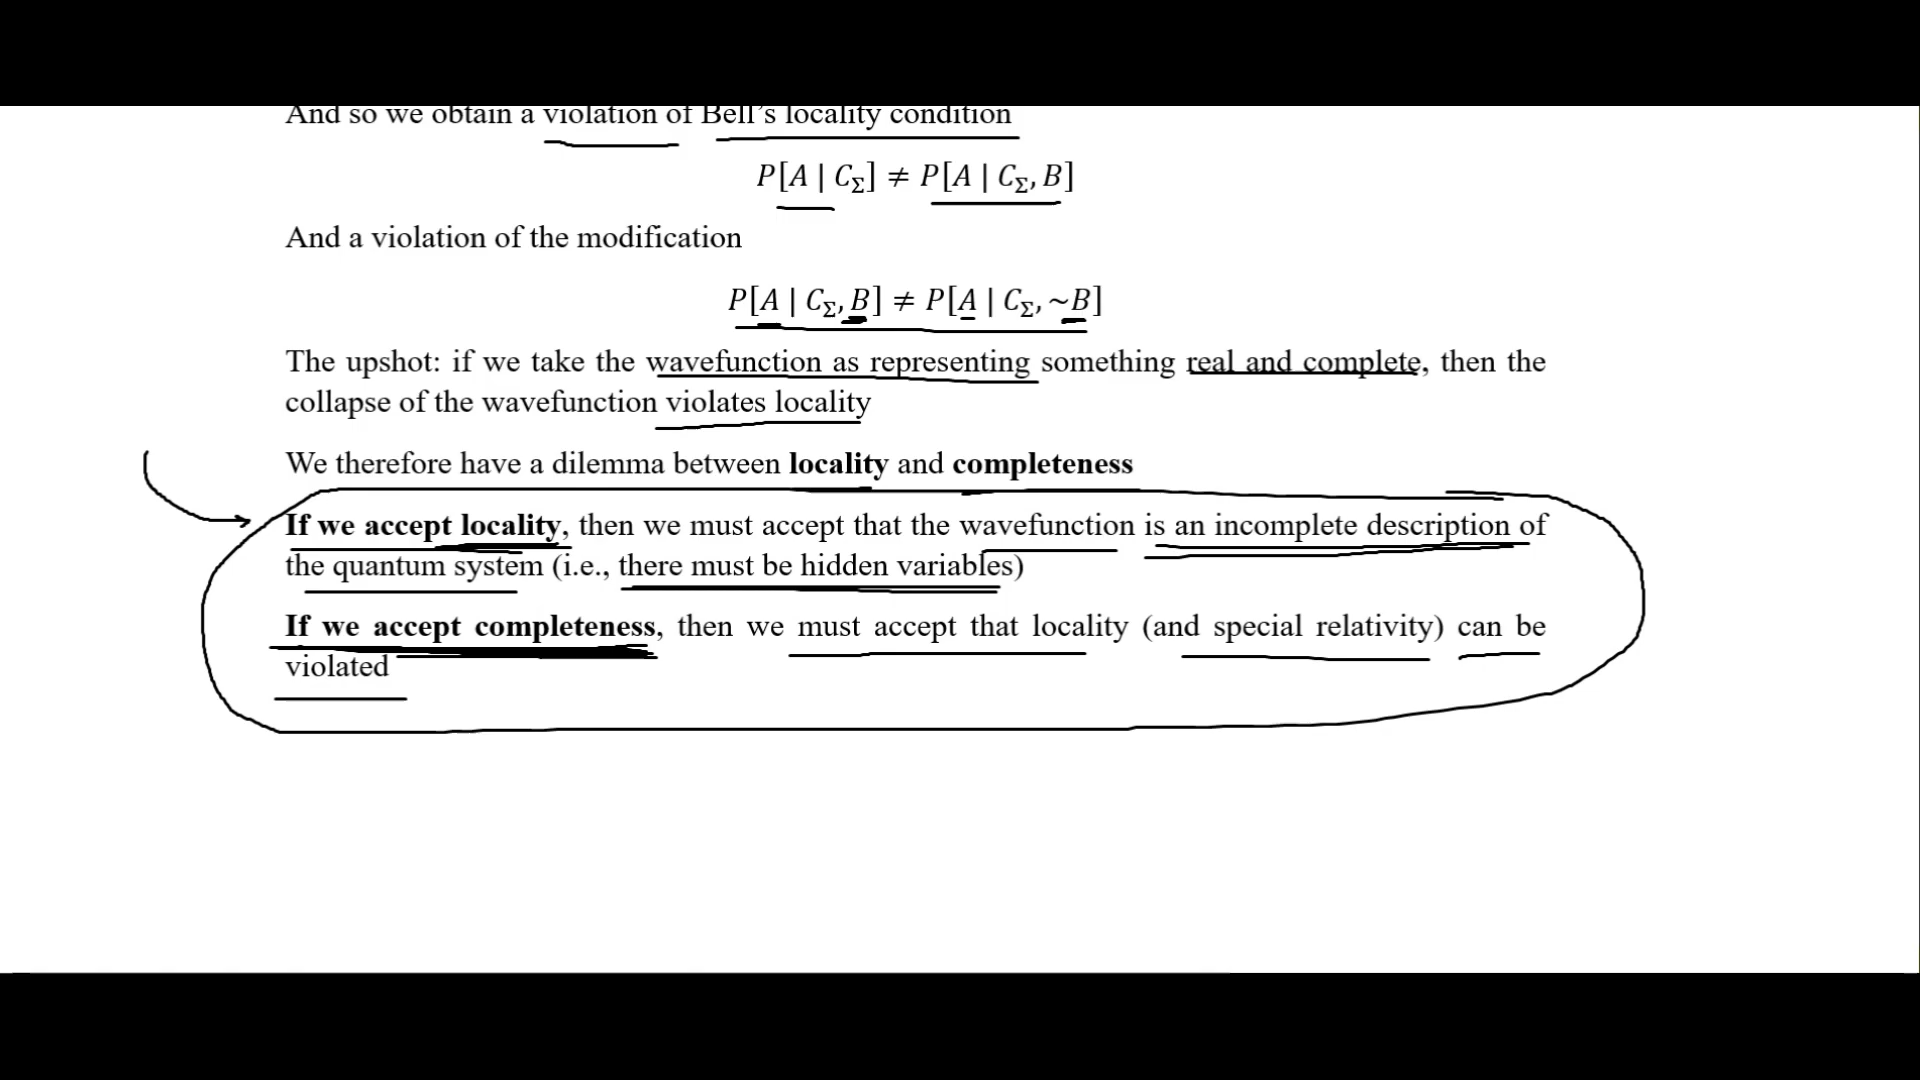 And so we obtain a violation of Bell's locality condition
P[A | C_Σ] ≠ P[A | C_Σ, B]
And a violation of the modification
P[A | C_Σ, B] ≠ P[A | C_Σ, ~B]
The upshot: if we take the wavefunction as representing something real and complete, then the
collapse of the wavefunction violates locality
We therefore have a dilemma between locality and completeness
If we accept locality, then we must accept that the wavefunction is an incomplete description of
the quantum system (i.e., there must be hidden variables)
If we accept completeness, then we must accept that locality (and special relativity) can be
violated